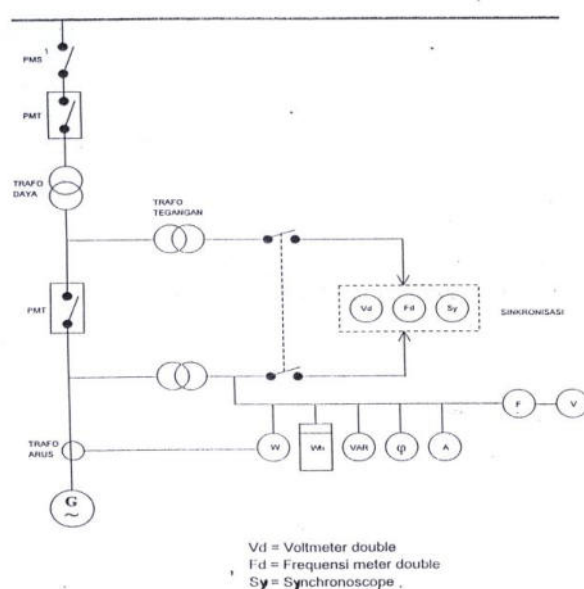 PMS
PMT
TRAFO
DAYA
TRAFO
TEGANGAN
PMT
Vd Fd Sy
SINKRONISASI
F V
TRAFO
ARUS
W Wh VAR φ A
G
~
Vd = Voltmeter double
Fd = Frequensi meter double
Sy = Synchronoscope